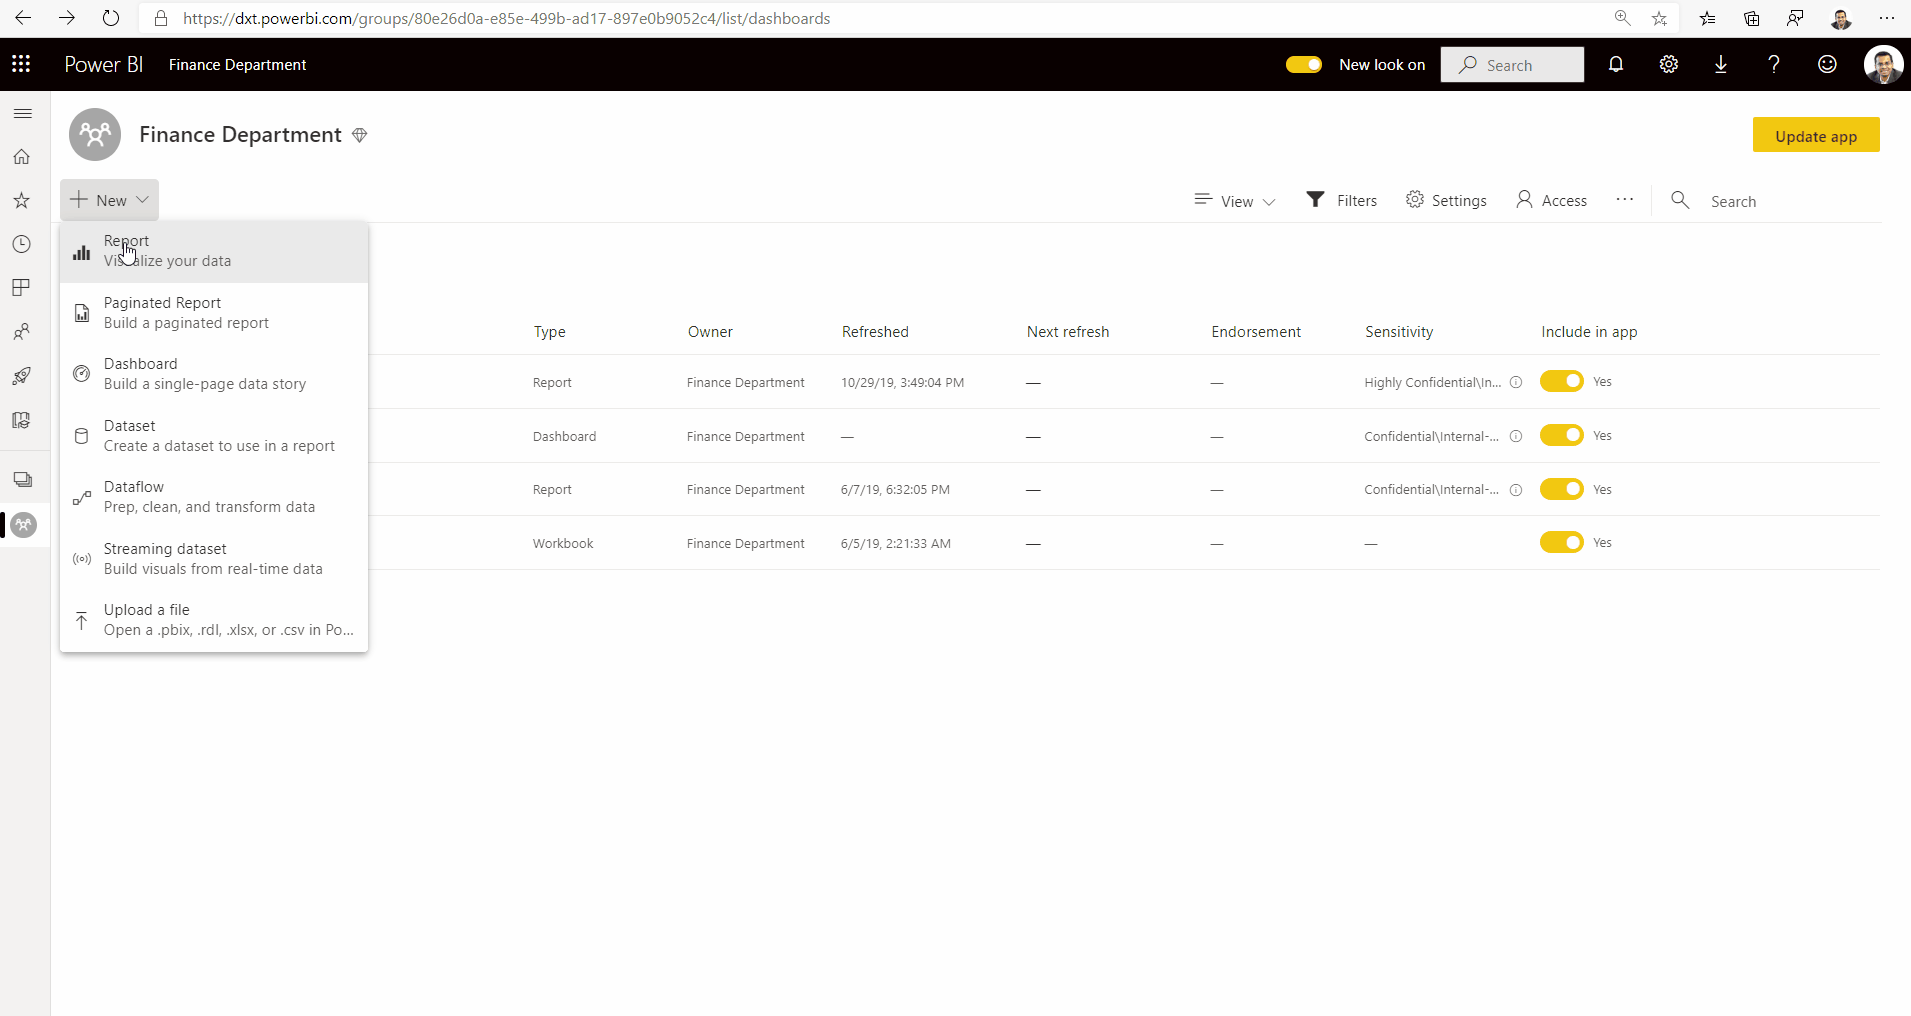 https://dxt.powerbi.com/groups/80e26d0a-e85e-499b-ad17-897e0b9052c4/list/dashboards
Power BI Finance Department New look on Search
Finance Department Update app
New View Filters Settings Access Search
Report
Visualize your data
Paginated Report
Build a paginated report
Dashboard
Build a single-page data story
Dataset
Create a dataset to use in a report
Dataflow
Prep, clean, and transform data
Streaming dataset
Build visuals from real-time data
Upload a file
Open a .pbix, .rdl, .xlsx, or .csv in Po...
Type Owner Refreshed Next refresh Endorsement Sensitivity Include in app
Report Finance Department 10/29/19, 3:49:04 PM — — Highly Confidential\In... Yes
Dashboard Finance Department — — — Confidential\Internal-... Yes
Report Finance Department 6/7/19, 6:32:05 PM — — Confidential\Internal-... Yes
Workbook Finance Department 6/5/19, 2:21:33 AM — — — Yes